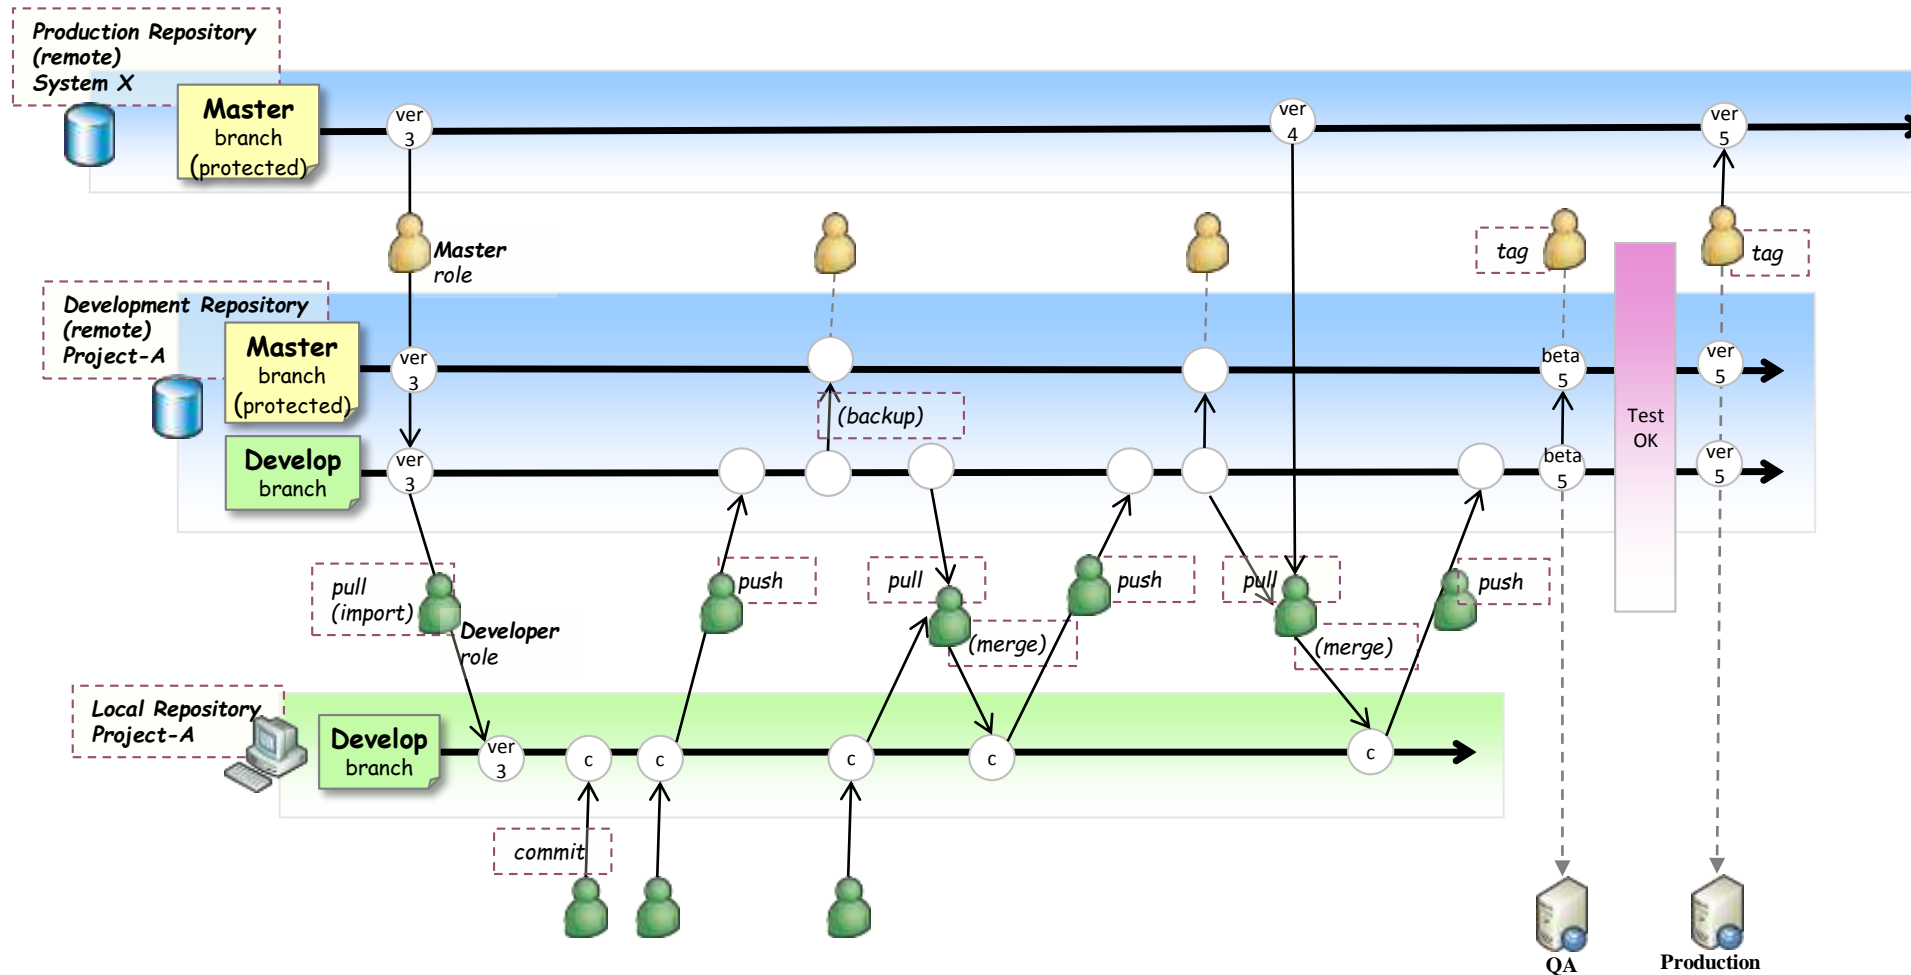 Production Repository
(remote)
System X
Master
branch
(protected)
ver
3
ver
4
ver
5
Master
role
tag
tag
Development Repository
(remote)
Project-A
Master
branch
(protected)
ver
3
beta
5
ver
5
(backup)
Test
OK
Develop
branch
ver
3
beta
5
ver
5
pull
(import)
push
pull
push
pull
push
Developer
role
(merge)
(merge)
Local Repository
Project-A
Develop
branch
ver
3
c
c
c
c
c
commit
QA
Production